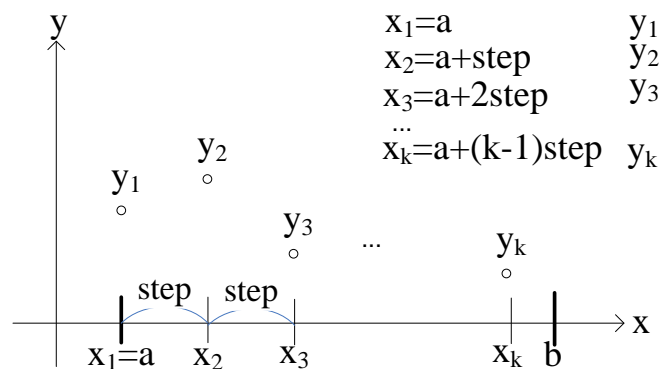 y
x₁=a y₁
x₂=a+step y₂
x₃=a+2step y₃
...
xₖ=a+(k-1)step yₖ
y₁
y₂
y₃
...
yₖ
step step
x
x₁=a x₂ x₃ xₖ b